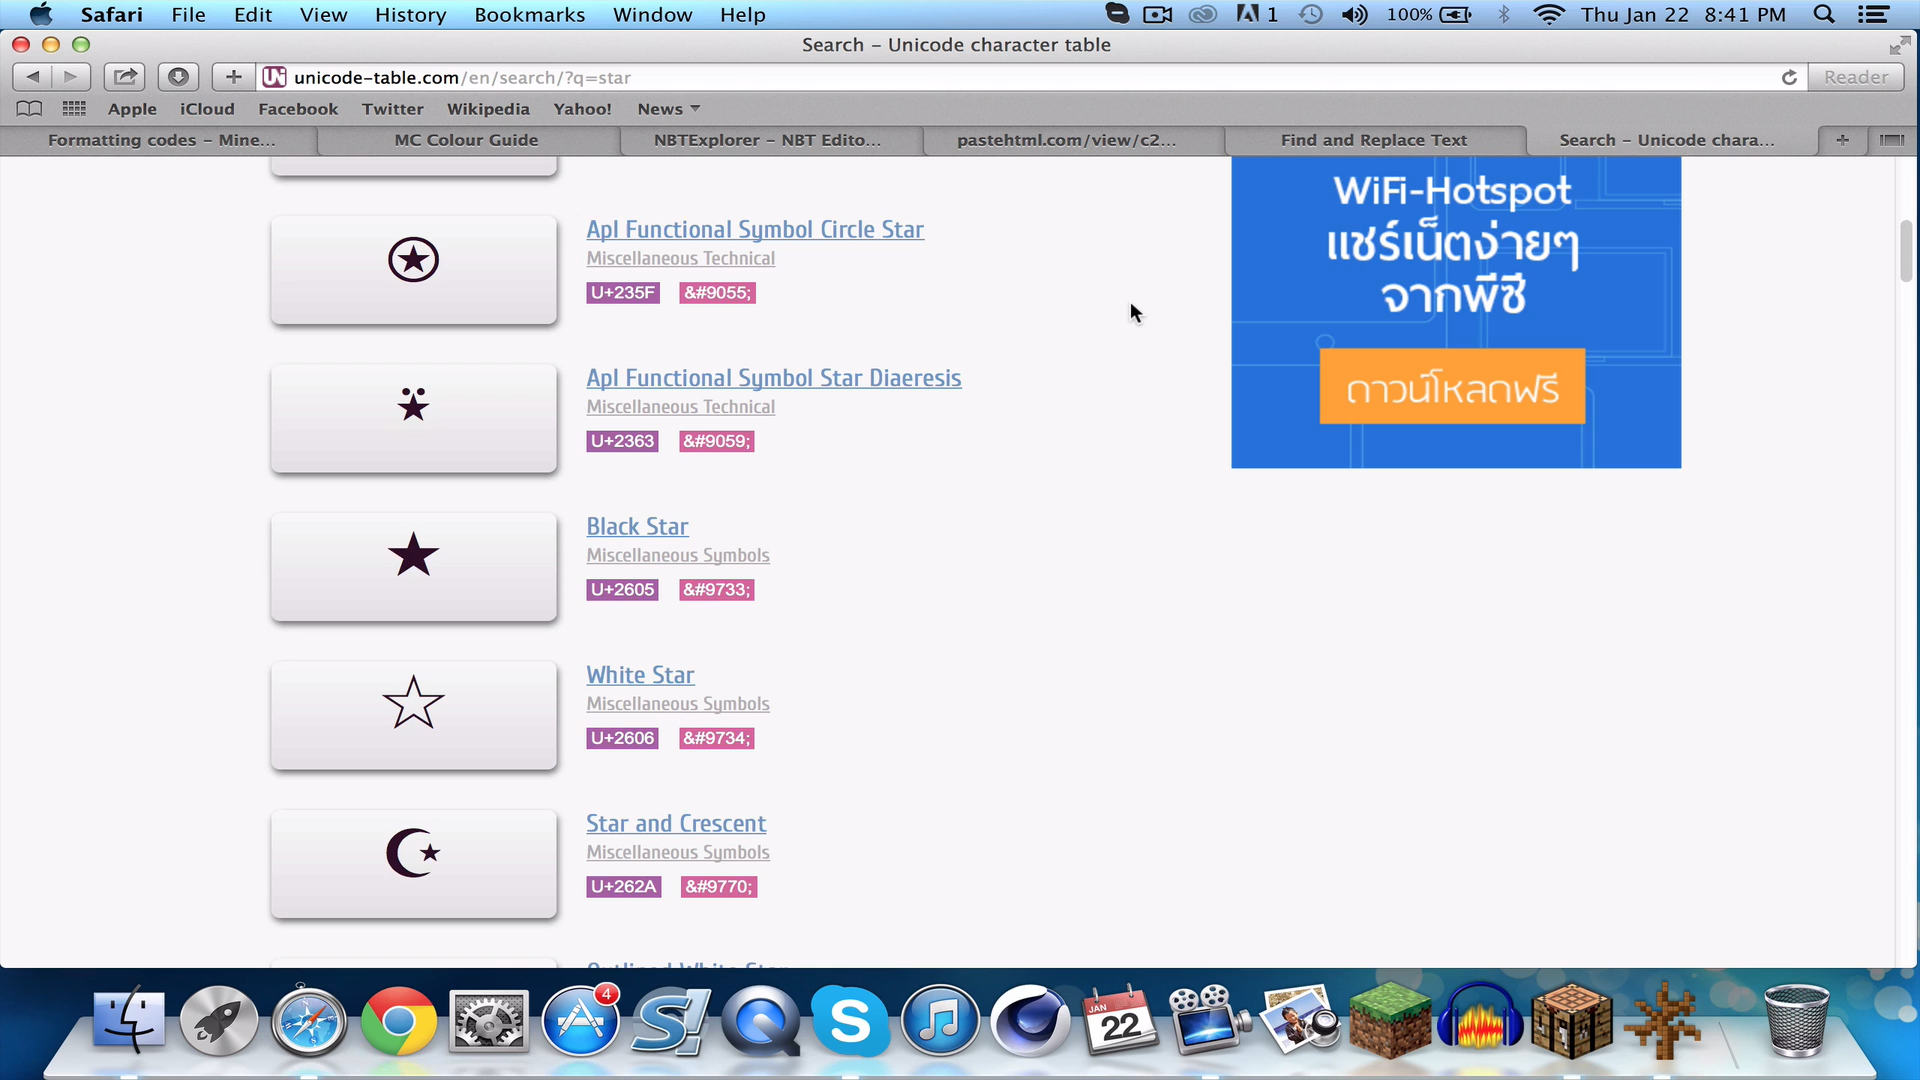 Safari File Edit View History Bookmarks Window Help 1 100% Thu Jan 22 8:41 PM
Search – Unicode character table
unicode-table.com/en/search/?q=star Reader
Apple iCloud Facebook Twitter Wikipedia Yahoo! News
Formatting codes – Mine... MC Colour Guide NBTExplorer – NBT Edito... pastehtml.com/view/c2... Find and Replace Text Search – Unicode chara...
WiFi-Hotspot
แชร์เน็ตง่ายๆ
จากพีซี
ดาวน์โหลดฟรี
Apl Functional Symbol Circle Star
Miscellaneous Technical
U+235F &#9055;
Apl Functional Symbol Star Diaeresis
Miscellaneous Technical
U+2363 &#9059;
Black Star
Miscellaneous Symbols
U+2605 &#9733;
White Star
Miscellaneous Symbols
U+2606 &#9734;
Star and Crescent
Miscellaneous Symbols
U+262A &#9770;
4
JAN
22